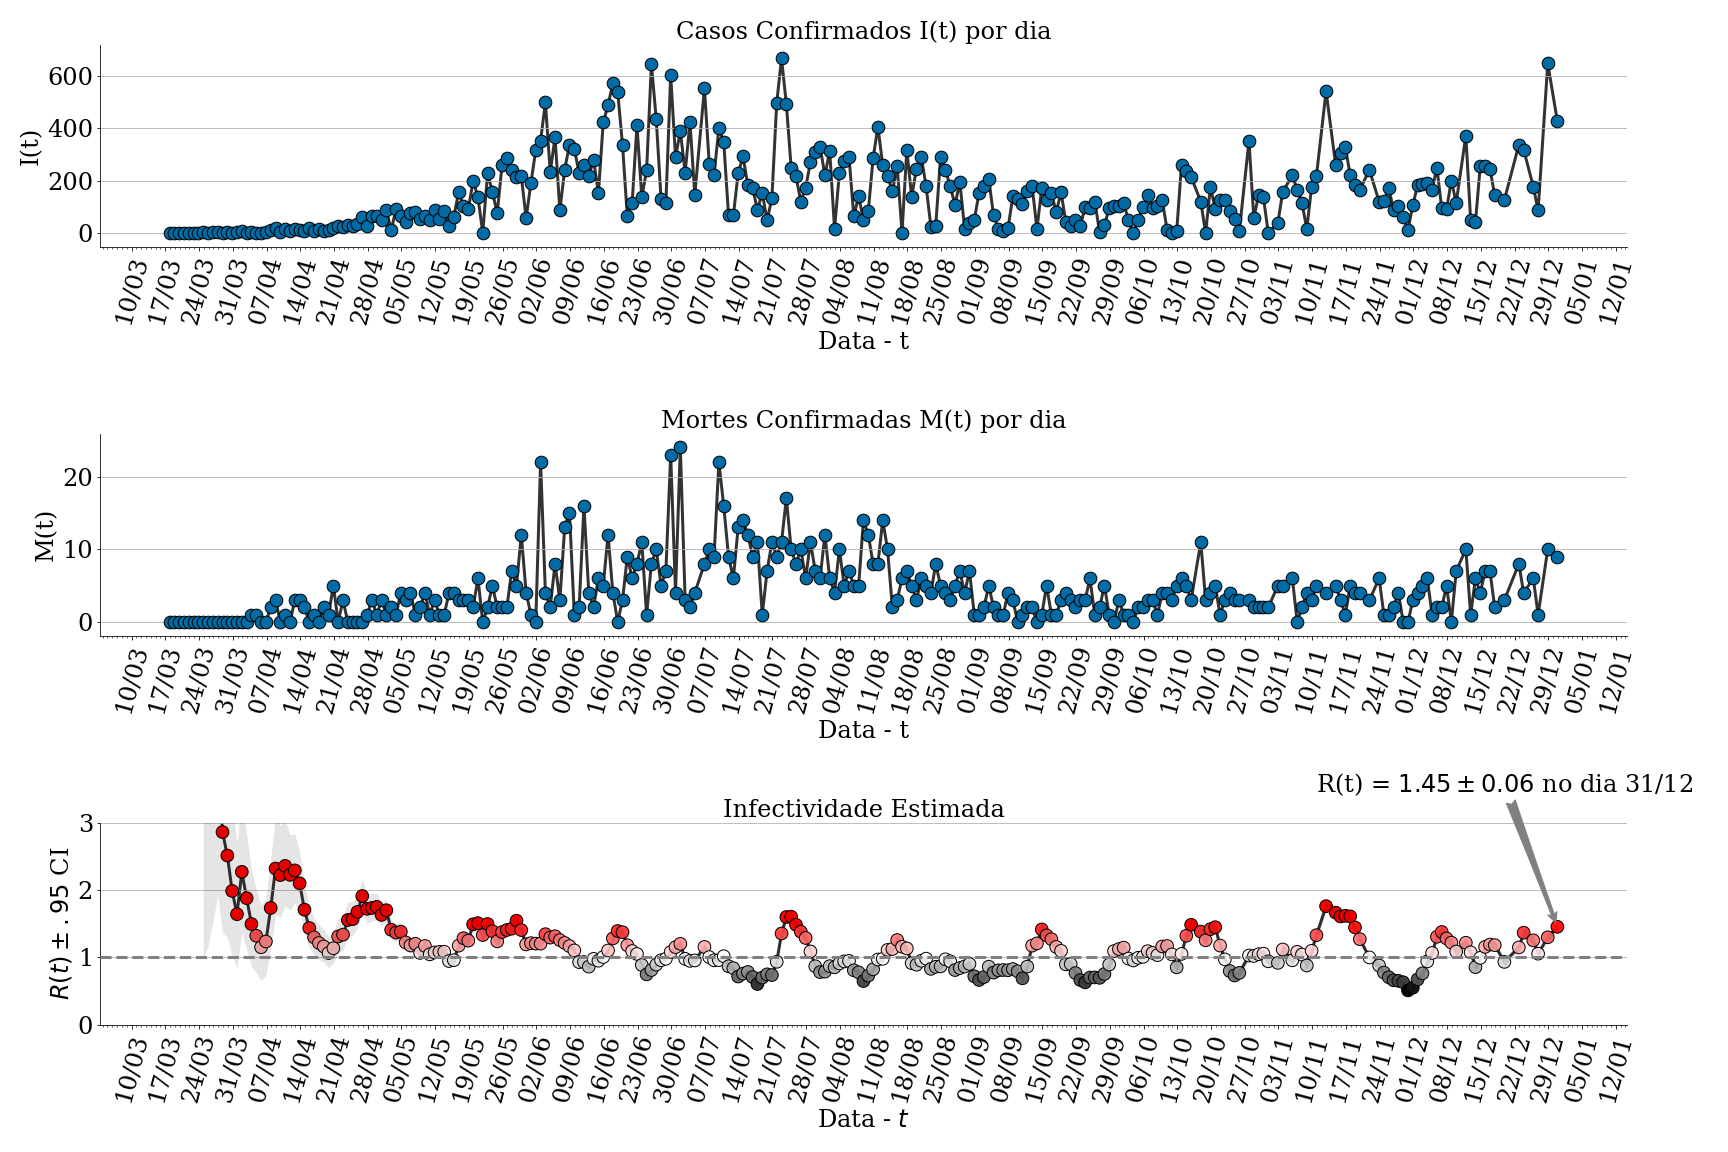 Casos Confirmados I(t) por dia
I(t)
600
400
200
0
10/03 17/03 24/03 31/03 07/04 14/04 21/04 28/04 05/05 12/05 19/05 26/05 02/06 09/06 16/06 23/06 30/06 07/07 14/07 21/07 28/07 04/08 11/08 18/08 25/08 01/09 08/09 15/09 22/09 29/09 06/10 13/10 20/10 27/10 03/11 10/11 17/11 24/11 01/12 08/12 15/12 22/12 29/12 05/01 12/01
Data - t
Mortes Confirmadas M(t) por dia
M(t)
20
10
0
10/03 17/03 24/03 31/03 07/04 14/04 21/04 28/04 05/05 12/05 19/05 26/05 02/06 09/06 16/06 23/06 30/06 07/07 14/07 21/07 28/07 04/08 11/08 18/08 25/08 01/09 08/09 15/09 22/09 29/09 06/10 13/10 20/10 27/10 03/11 10/11 17/11 24/11 01/12 08/12 15/12 22/12 29/12 05/01 12/01
Data - t
R(t) = 1.45 ± 0.06 no dia 31/12
Infectividade Estimada
R(t) ± .95 CI
3
2
1
0
10/03 17/03 24/03 31/03 07/04 14/04 21/04 28/04 05/05 12/05 19/05 26/05 02/06 09/06 16/06 23/06 30/06 07/07 14/07 21/07 28/07 04/08 11/08 18/08 25/08 01/09 08/09 15/09 22/09 29/09 06/10 13/10 20/10 27/10 03/11 10/11 17/11 24/11 01/12 08/12 15/12 22/12 29/12 05/01 12/01
Data - t